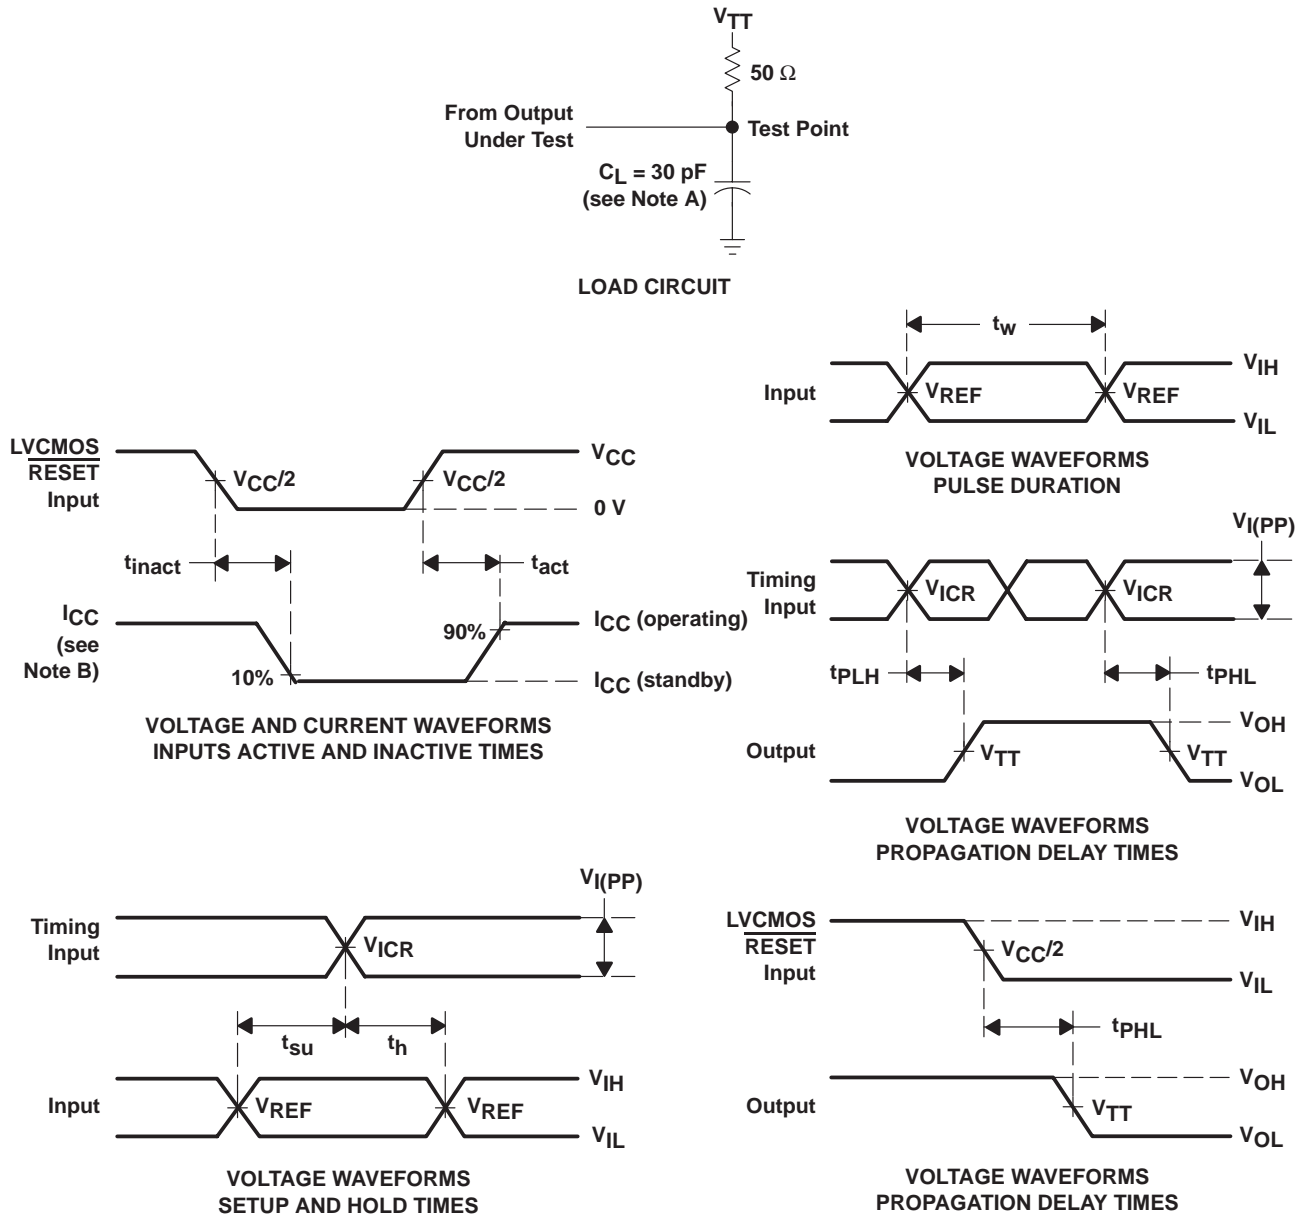 VTT
50 Ω
From Output
Under Test
Test Point
CL = 30 pF
(see Note A)
LOAD CIRCUIT
tw
Input
VREF
VREF
VIH
VIL
VOLTAGE WAVEFORMS
PULSE DURATION
LVCMOS
RESET
Input
VCC/2
VCC/2
VCC
0 V
tinact
tact
ICC
(see
Note B)
10%
90%
ICC (operating)
ICC (standby)
VOLTAGE AND CURRENT WAVEFORMS
INPUTS ACTIVE AND INACTIVE TIMES
VI(PP)
Timing
Input
VICR
VICR
tPLH
tPHL
Output
VTT
VTT
VOH
VOL
VOLTAGE WAVEFORMS
PROPAGATION DELAY TIMES
VI(PP)
Timing
Input
VICR
tsu
th
Input
VREF
VREF
VIH
VIL
VOLTAGE WAVEFORMS
SETUP AND HOLD TIMES
LVCMOS
RESET
Input
VCC/2
VIH
VIL
tPHL
Output
VTT
VOH
VOL
VOLTAGE WAVEFORMS
PROPAGATION DELAY TIMES